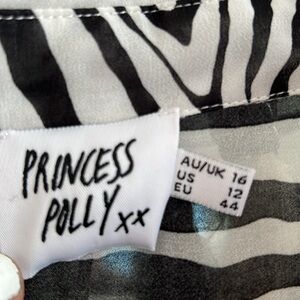 PRINCESS
POLLY xx
AU/UK 16
US 12
EU 44